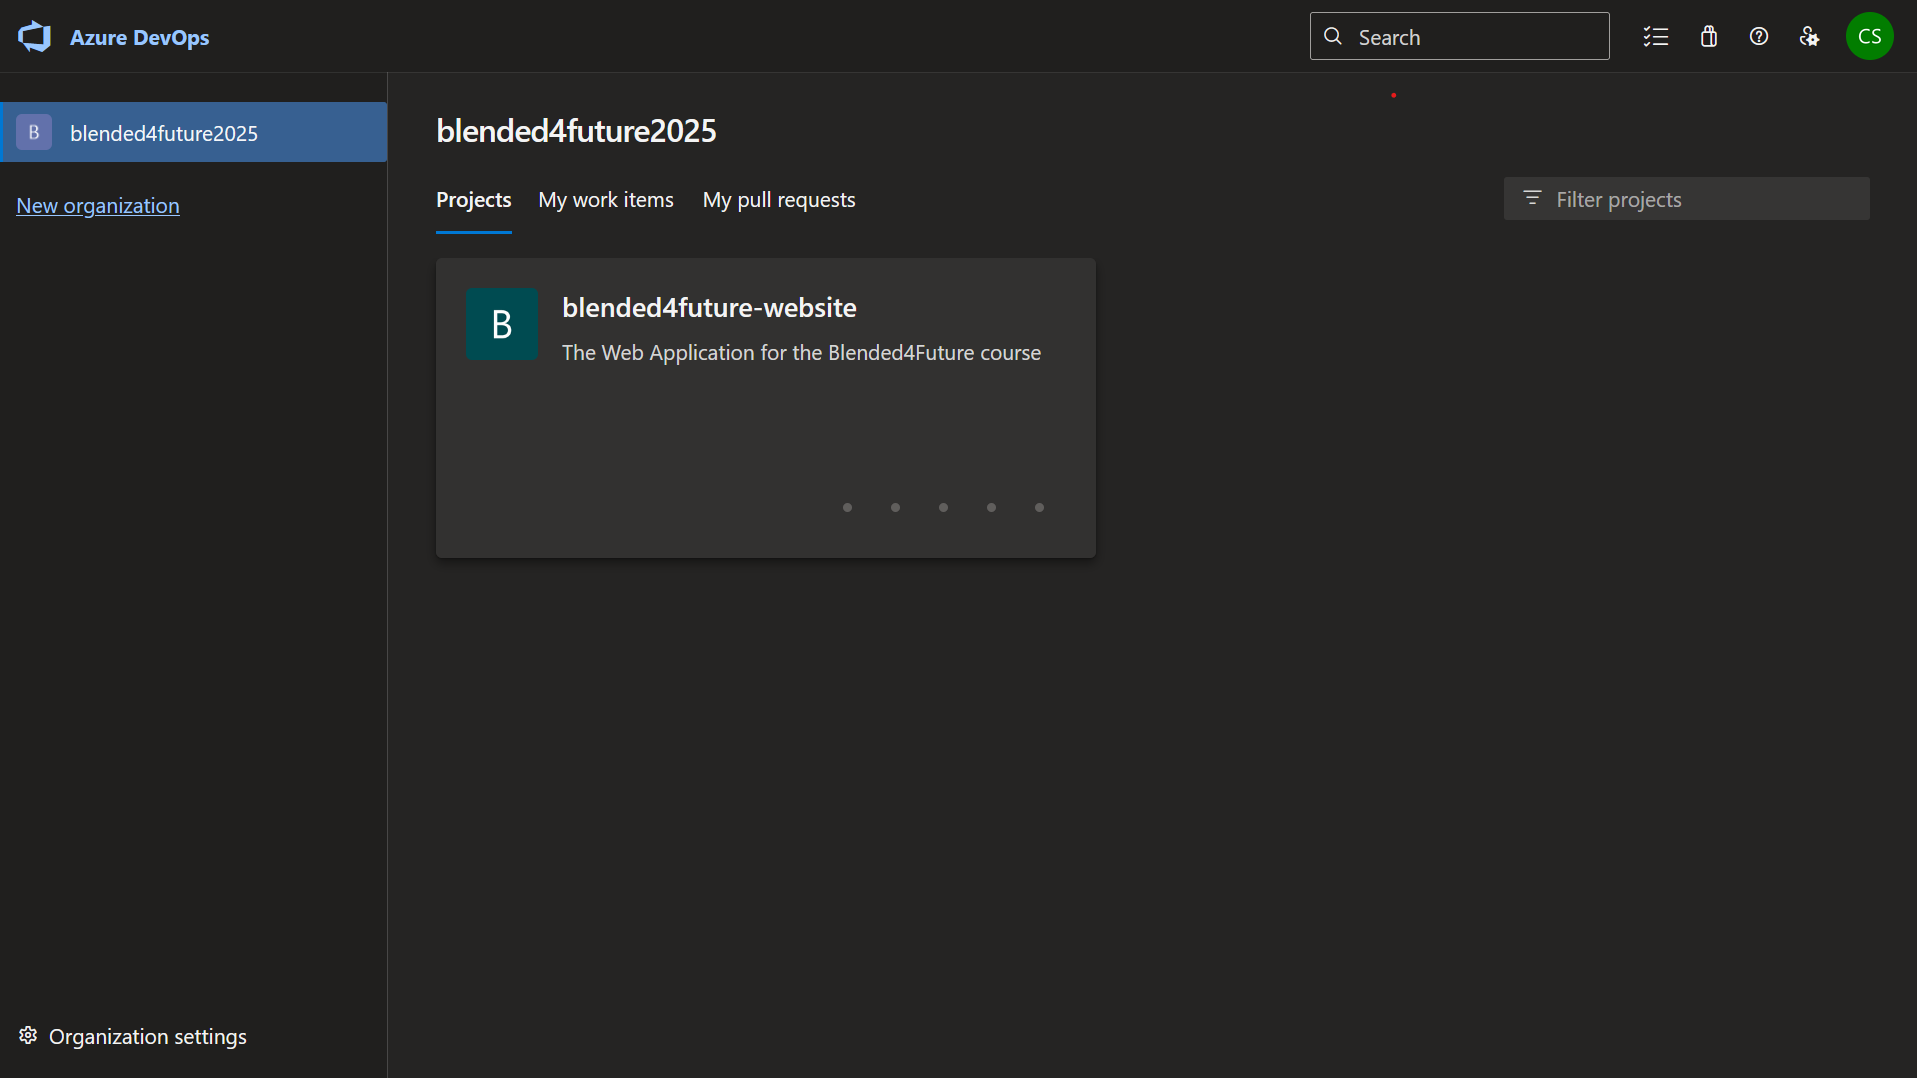 Azure DevOps
Search
CS
B
blended4future2025
New organization
blended4future2025
Projects
My work items
My pull requests
Filter projects
B
blended4future-website
The Web Application for the Blended4Future course
Organization settings